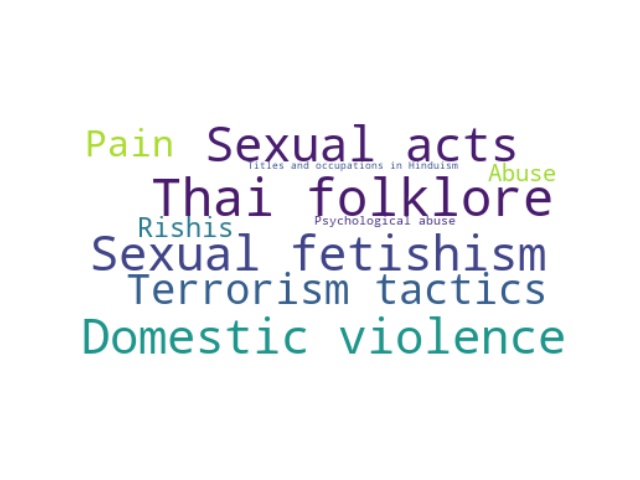 Pain
Sexual acts
Titles and occupations in Hinduism
Abuse
Thai folklore
Rishis
Psychological abuse
Sexual fetishism
Terrorism tactics
Domestic violence